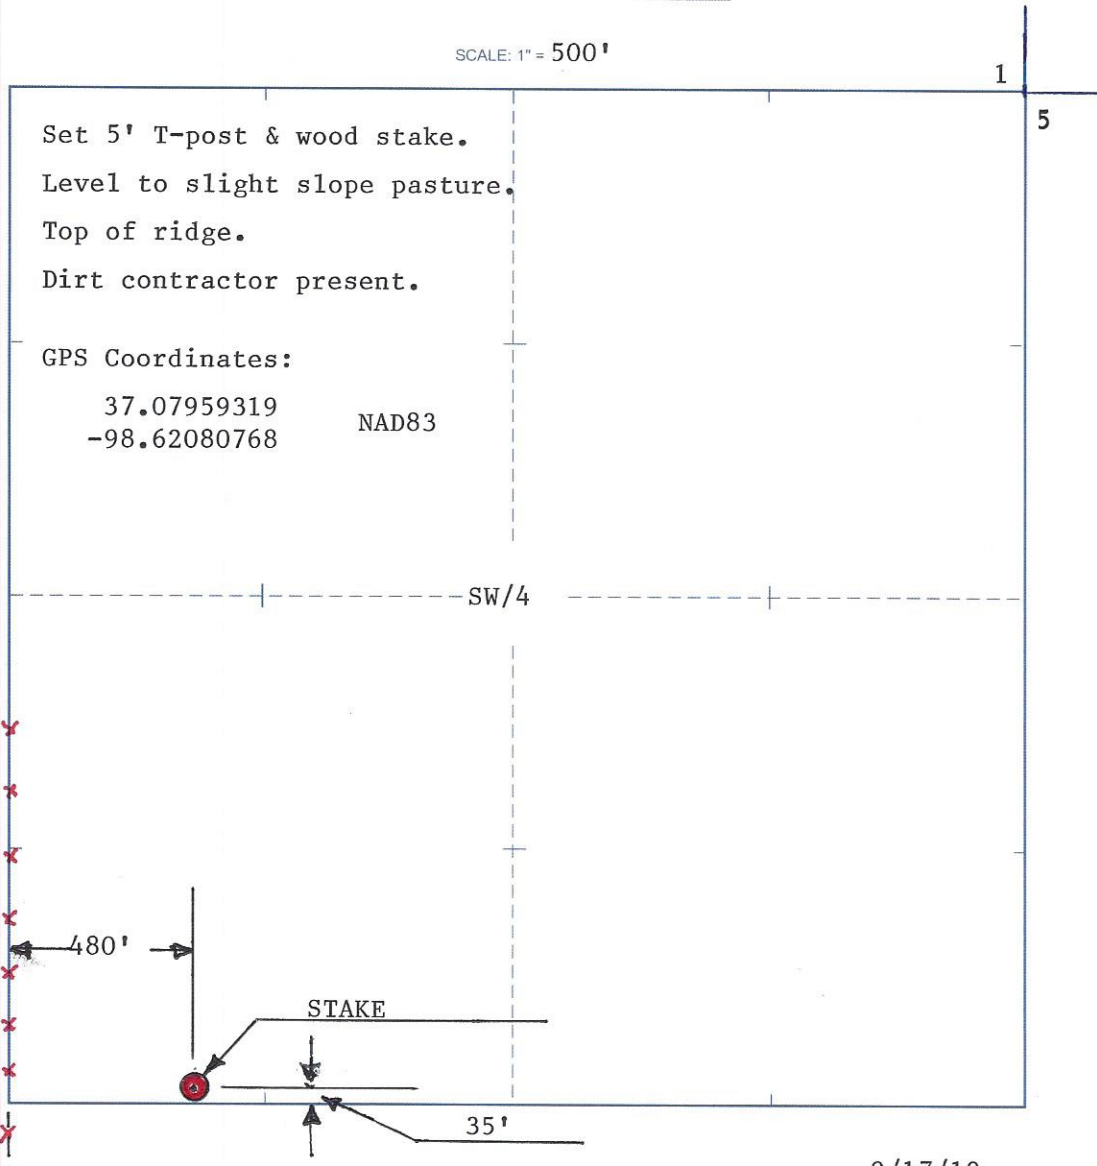 SCALE: 1" = 500'
1
5
Set 5' T-post & wood stake.
Level to slight slope pasture.
Top of ridge.
Dirt contractor present.
GPS Coordinates:
37.07959319
-98.62080768
NAD83
SW/4
480'
STAKE
35'